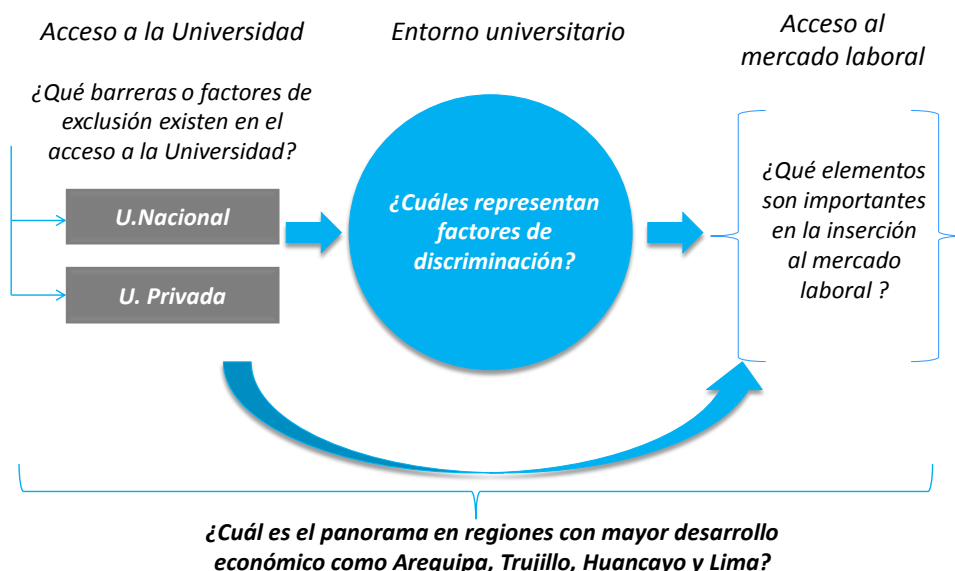 Acceso a la Universidad
¿Qué barreras o factores de
exclusión existen en el
acceso a la Universidad?
U.Nacional
U. Privada
Entorno universitario
¿Cuáles representan
factores de
discriminación?
Acceso al
mercado laboral
¿Qué elementos
son importantes
en la inserción
al mercado
laboral ?
¿Cuál es el panorama en regiones con mayor desarrollo
económico como Arequipa, Trujillo, Huancayo y Lima?